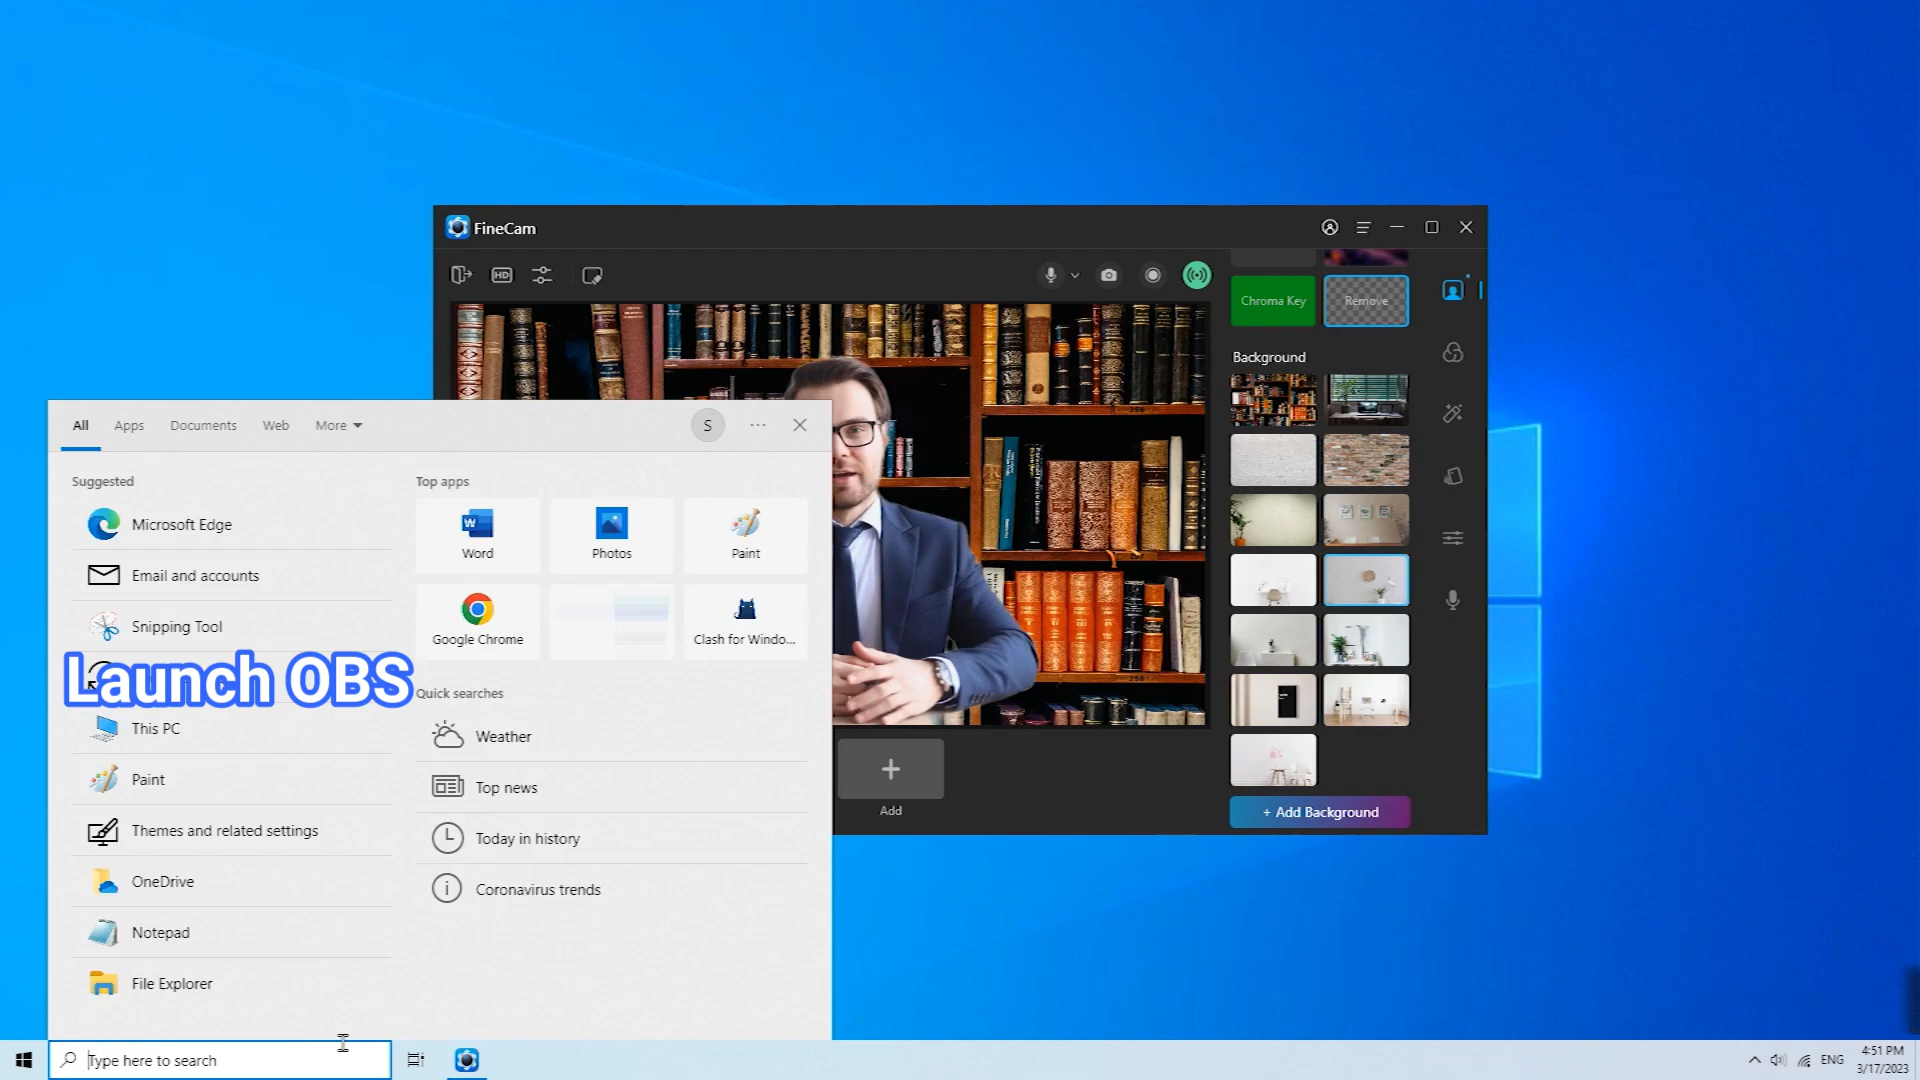 FineCam
HD
Chroma Key
Remove
Background
All
Apps
Documents
Web
More
S
Suggested
Microsoft Edge
Email and accounts
Snipping Tool
Launch OBS
This PC
Paint
Themes and related settings
OneDrive
Notepad
File Explorer
Top apps
Word
Photos
Paint
Google Chrome
Clash for Windo...
Quick searches
Weather
Top news
Today in history
Coronavirus trends
Add
+ Add Background
Type here to search
ENG
4:51 PM
3/17/2023